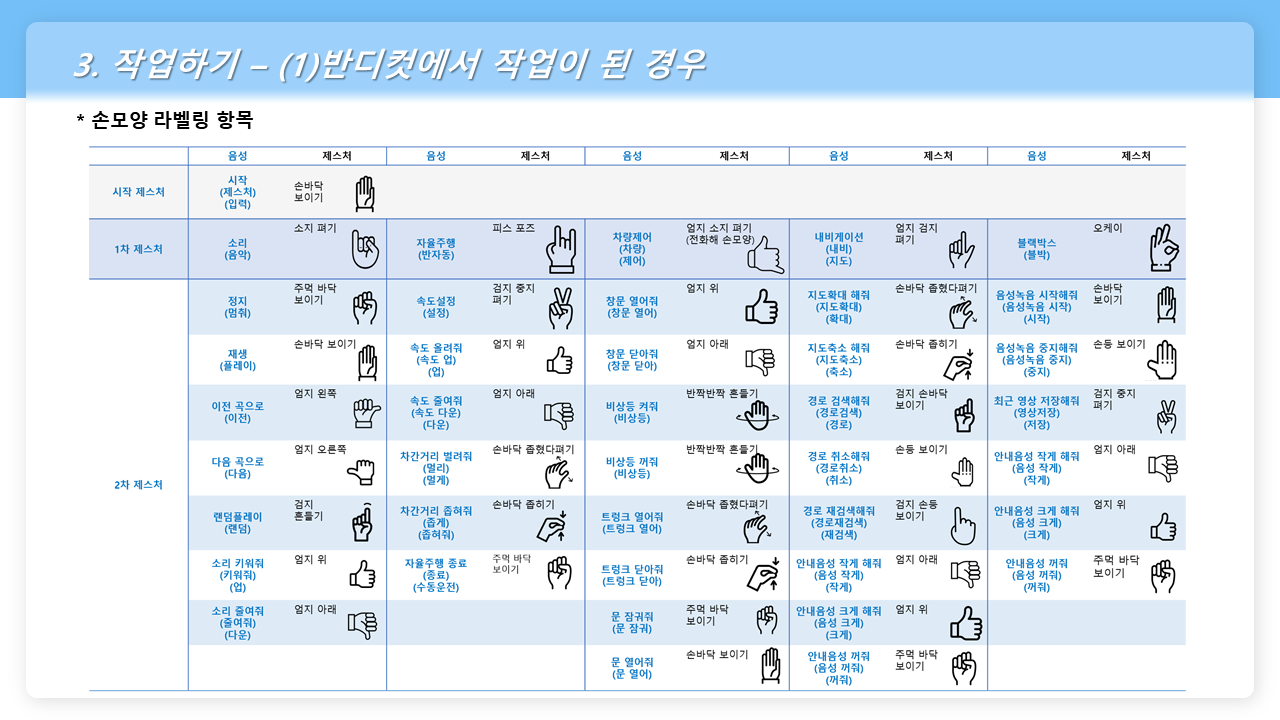 3. 작업하기 – (1)반디컷에서 작업이 된 경우
* 손모양 라벨링 항목
음성 제스처 음성 제스처 음성 제스처 음성 제스처 음성 제스처
시작 제스처
시작
(제스처)
(입력)
손바닥
보이기
1차 제스처
소리
(음악)
소지 펴기
자율주행
(반자동)
피스 포즈
차량제어
(차량)
(제어)
엄지 소지 펴기
(전화해 손모양)
내비게이션
(내비)
(지도)
엄지 검지
펴기
블랙박스
(블박)
오케이
2차 제스처
정지
(멈춰)
주먹 바닥
보이기
속도설정
(설정)
검지 중지
펴기
창문 열어줘
(창문 열어)
엄지 위
지도확대 해줘
(지도확대)
(확대)
손바닥 좁혔다펴기
음성녹음 시작해줘
(음성녹음 시작)
(시작)
손바닥
보이기
재생
(플레이)
손바닥 보이기
속도 올려줘
(속도 업)
(업)
엄지 위
창문 닫아줘
(창문 닫아)
엄지 아래
지도축소 해줘
(지도축소)
(축소)
손바닥 좁히기
음성녹음 중지해줘
(음성녹음 중지)
(중지)
손등 보이기
이전 곡으로
(이전)
엄지 왼쪽
속도 줄여줘
(속도 다운)
(다운)
엄지 아래
비상등 켜줘
(비상등)
반짝반짝 흔들기
경로 검색해줘
(경로검색)
(경로)
검지 손바닥
보이기
최근 영상 저장해줘
(영상저장)
(저장)
검지 중지
펴기
다음 곡으로
(다음)
엄지 오른쪽
차간거리 벌려줘
(멀리)
(멀게)
손바닥 좁혔다펴기
비상등 꺼줘
(비상등)
반짝반짝 흔들기
경로 취소해줘
(경로취소)
(취소)
손등 보이기
안내음성 작게 해줘
(음성 작게)
(작게)
엄지 아래
랜덤플레이
(랜덤)
검지
흔들기
차간거리 좁혀줘
(좁게)
(좁혀줘)
손바닥 좁히기
트렁크 열어줘
(트렁크 열어)
손바닥 좁혔다펴기
경로 재검색해줘
(경로재검색)
(재검색)
검지 손등
보이기
안내음성 크게 해줘
(음성 크게)
(크게)
엄지 위
소리 키워줘
(키워줘)
(업)
엄지 위
자율주행 종료
(종료)
(수동운전)
주먹 바닥
보이기
트렁크 닫아줘
(트렁크 닫아)
손바닥 좁히기
안내음성 작게 해줘
(음성 작게)
(작게)
엄지 아래
안내음성 꺼줘
(음성 꺼줘)
(꺼줘)
주먹 바닥
보이기
소리 줄여줘
(줄여줘)
(다운)
엄지 아래
문 잠궈줘
(문 잠궈)
주먹 바닥
보이기
안내음성 크게 해줘
(음성 크게)
(크게)
엄지 위
문 열어줘
(문 열어)
손바닥 보이기
안내음성 꺼줘
(음성 꺼줘)
(꺼줘)
주먹 바닥
보이기